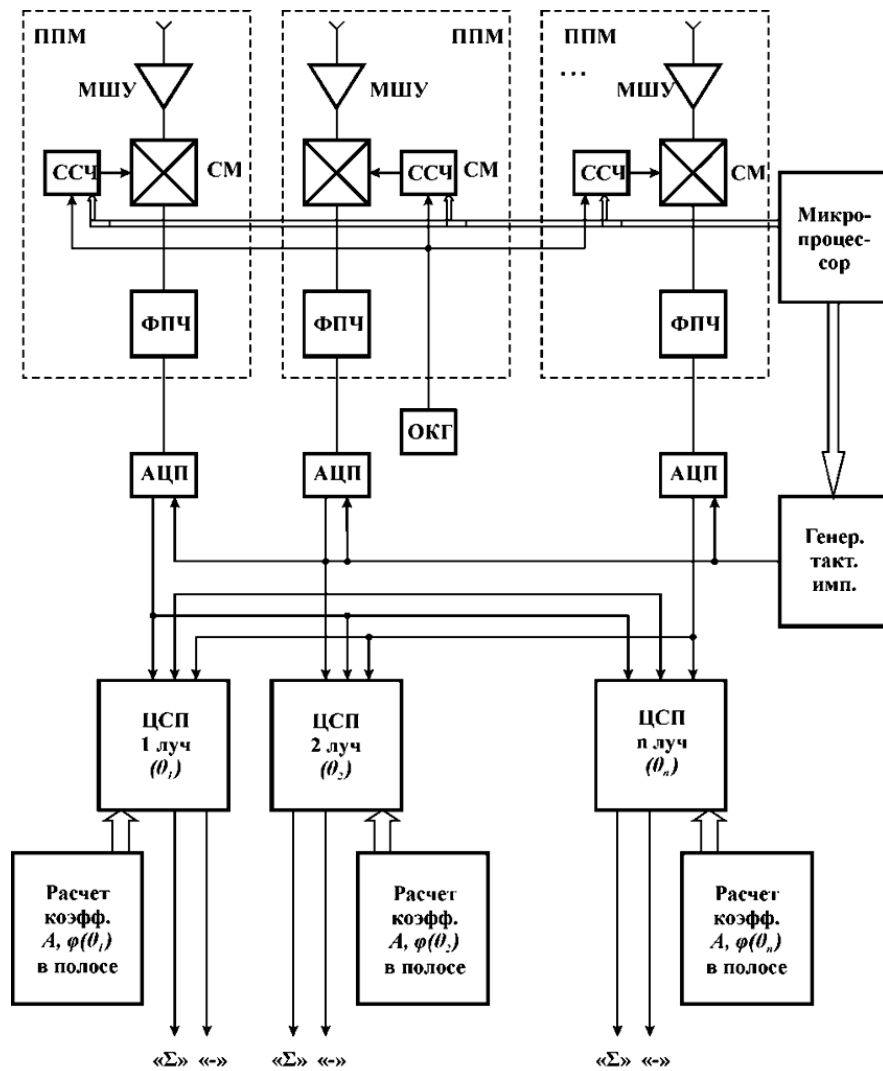 ППМ
ППМ
ППМ
...
МШУ
МШУ
МШУ
ССЧ
СМ
ССЧ
СМ
ССЧ
СМ
Микро-
процес-
сор
ФПЧ
ФПЧ
ФПЧ
ОКГ
АЦП
АЦП
АЦП
Генер.
такт.
имп.
ЦСП
1 луч
(θ₁)
ЦСП
2 луч
(θ₂)
ЦСП
n луч
(θₙ)
Расчет
коэфф.
A, φ(θ₁)
в полосе
Расчет
коэфф.
A, φ(θ₂)
в полосе
Расчет
коэфф.
A, φ(θₙ)
в полосе
«Σ» «-»
«Σ» «-»
«Σ» «-»